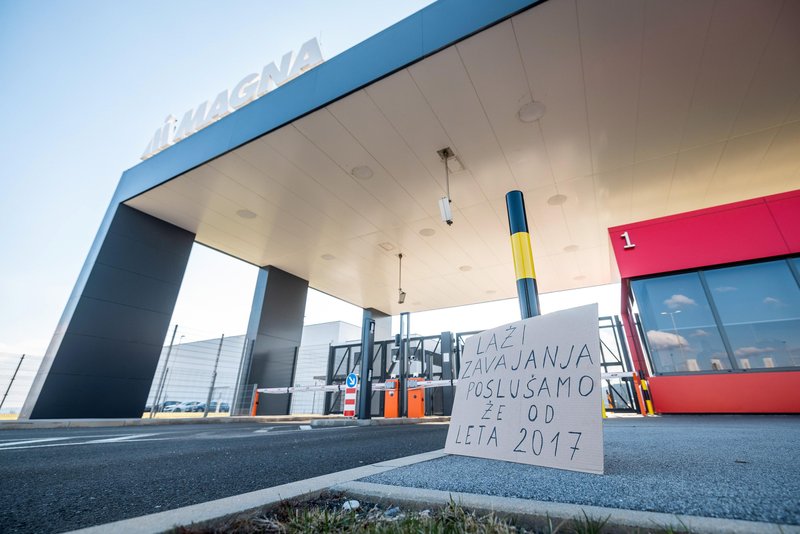 MAGNA
1
LAŽI
ZAVAJANJA
POSLUŠAMO
ŽE OD
LETA 2017